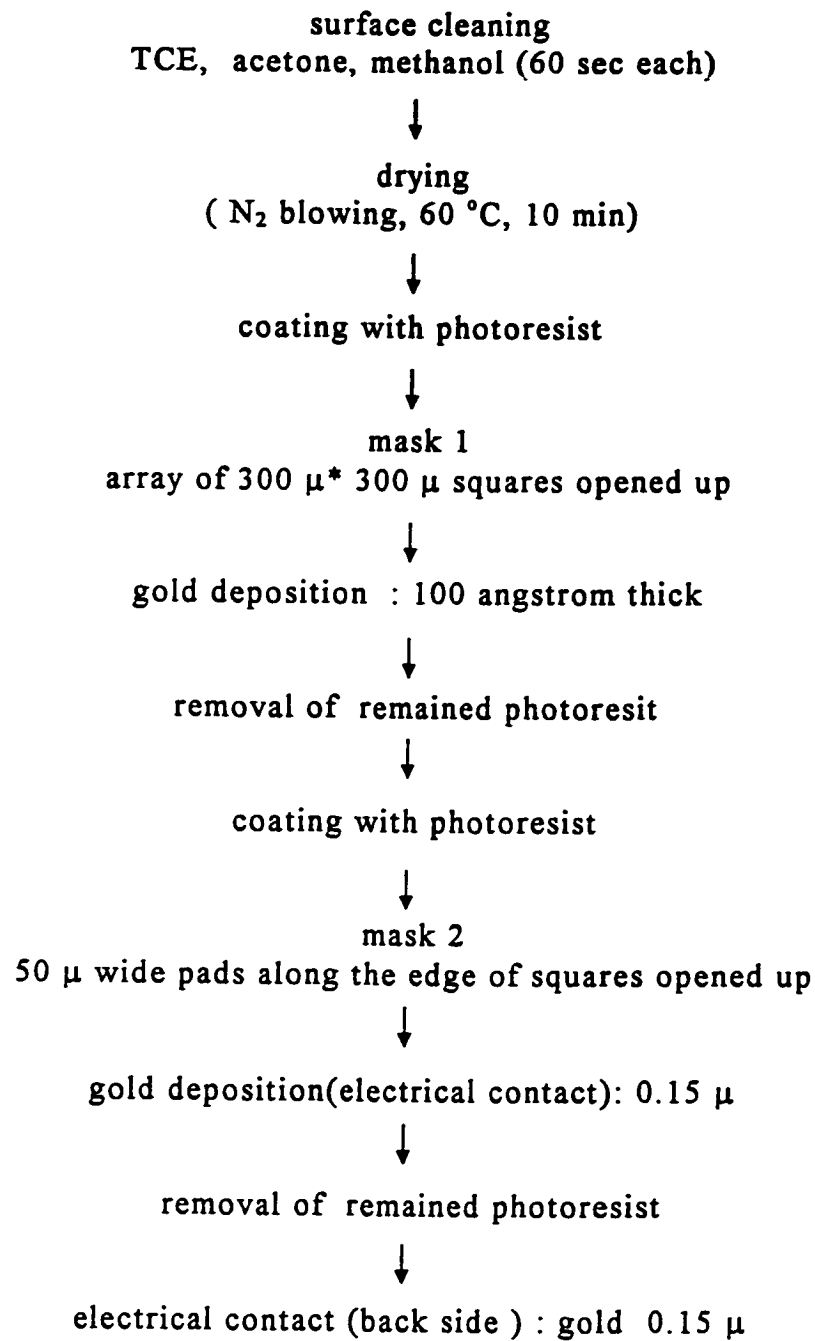 surface cleaning
TCE, acetone, methanol (60 sec each)
↓
drying
( N₂ blowing, 60 °C, 10 min)
↓
coating with photoresist
↓
mask 1
array of 300 μ* 300 μ squares opened up
↓
gold deposition : 100 angstrom thick
↓
removal of remained photoresit
↓
coating with photoresist
↓
mask 2
50 μ wide pads along the edge of squares opened up
↓
gold deposition(electrical contact): 0.15 μ
↓
removal of remained photoresist
↓
electrical contact (back side ) : gold 0.15 μ